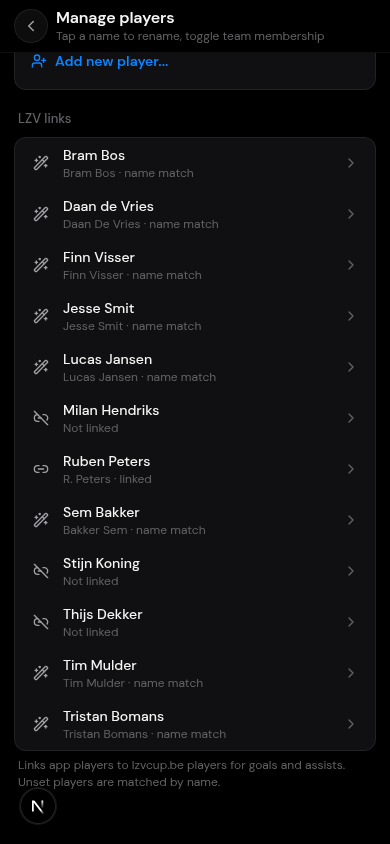 Manage players
Tap a name to rename, toggle team membership
Add new player...
LZV links
Bram Bos
Bram Bos · name match
Daan de Vries
Daan De Vries · name match
Finn Visser
Finn Visser · name match
Jesse Smit
Jesse Smit · name match
Lucas Jansen
Lucas Jansen · name match
Milan Hendriks
Not linked
Ruben Peters
R. Peters · linked
Sem Bakker
Bakker Sem · name match
Stijn Koning
Not linked
Thijs Dekker
Not linked
Tim Mulder
Tim Mulder · name match
Tristan Bomans
Tristan Bomans · name match
Links app players to lzvcup.be players for goals and assists.
Unset players are matched by name.
N